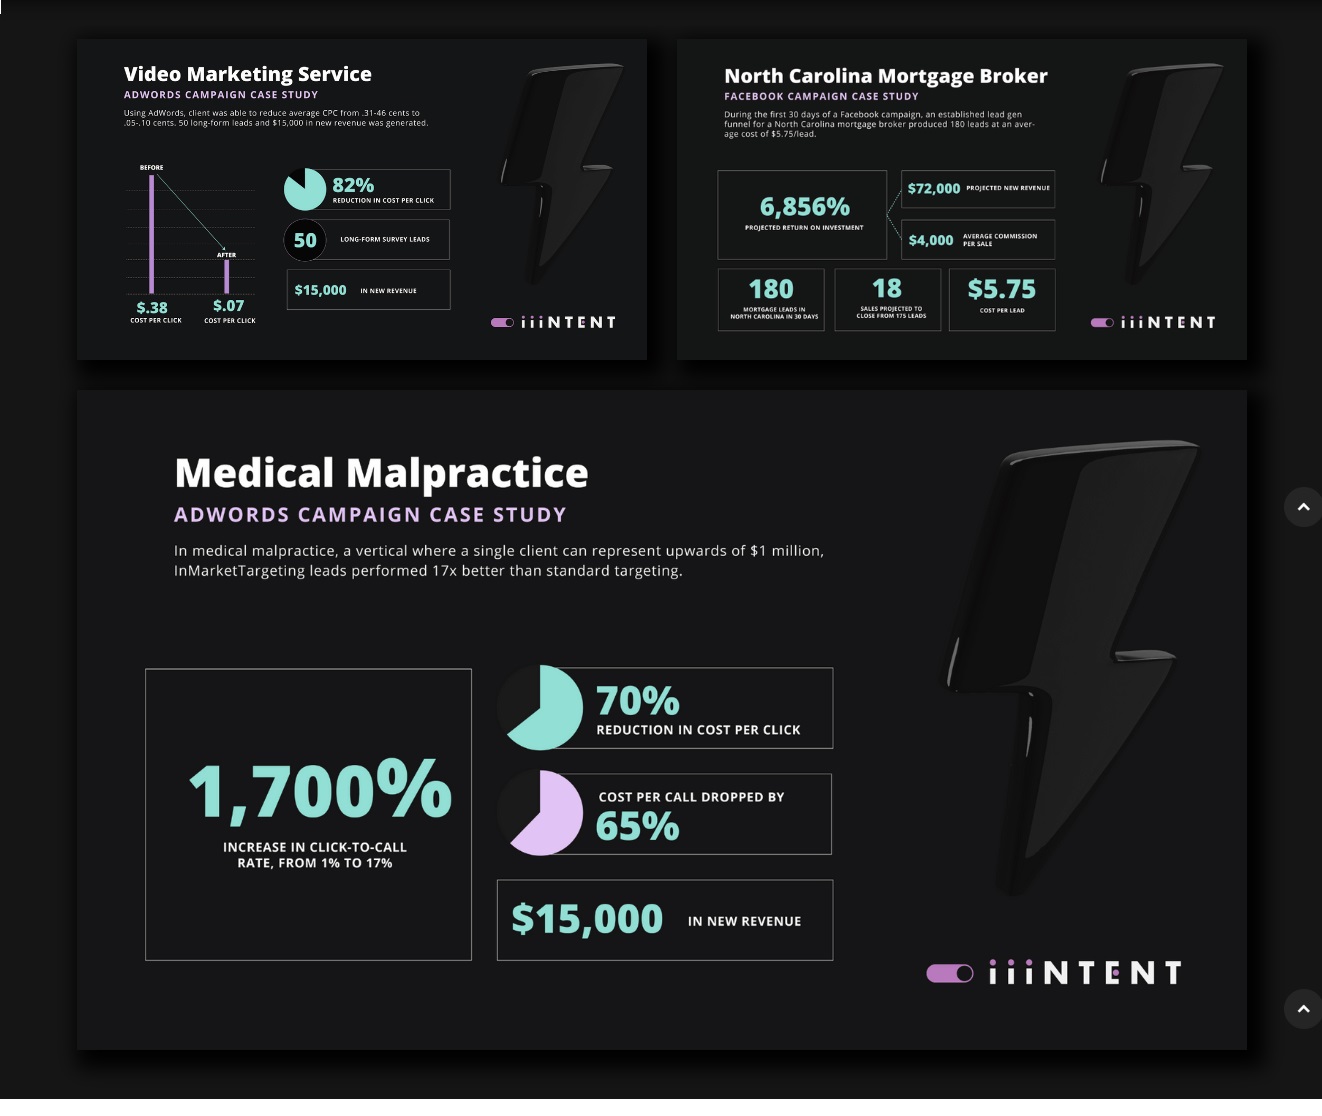 Video Marketing Service
ADWORDS CAMPAIGN CASE STUDY
Using AdWords, client was able to reduce average CPC from .31-46 cents to
.05-.10 cents. 50 long-form leads and $15,000 in new revenue was generated.
BEFORE
AFTER
$.38
COST PER CLICK
$.07
COST PER CLICK
82%
REDUCTION IN COST PER CLICK
50
LONG-FORM SURVEY LEADS
$15,000
IN NEW REVENUE
iiiNTENT
North Carolina Mortgage Broker
FACEBOOK CAMPAIGN CASE STUDY
During the first 30 days of a Facebook campaign, an established lead gen
funnel for a North Carolina mortgage broker produced 180 leads at an aver-
age cost of $5.75/lead.
6,856%
PROJECTED RETURN ON INVESTMENT
$72,000 PROJECTED NEW REVENUE
$4,000
AVERAGE COMMISSION
PER SALE
180
MORTGAGE LEADS IN
NORTH CAROLINA IN 30 DAYS
18
SALES PROJECTED TO
CLOSE FROM 175 LEADS
$5.75
COST PER LEAD
iiiNTENT
Medical Malpractice
ADWORDS CAMPAIGN CASE STUDY
In medical malpractice, a vertical where a single client can represent upwards of $1 million,
InMarketTargeting leads performed 17x better than standard targeting.
1,700%
INCREASE IN CLICK-TO-CALL
RATE, FROM 1% TO 17%
70%
REDUCTION IN COST PER CLICK
COST PER CALL DROPPED BY
65%
$15,000
IN NEW REVENUE
iiiNTENT